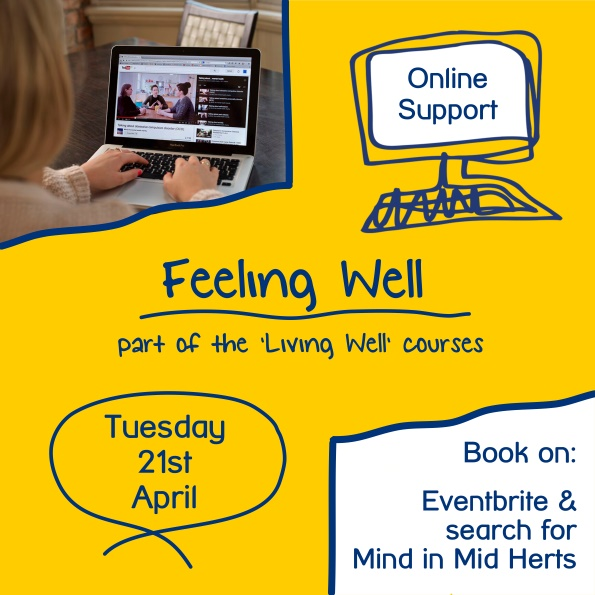 Online
Support
Feeling Well
part of the 'Living Well' courses
Tuesday
21st
April
Book on:
Eventbrite &
search for
Mind in Mid Herts